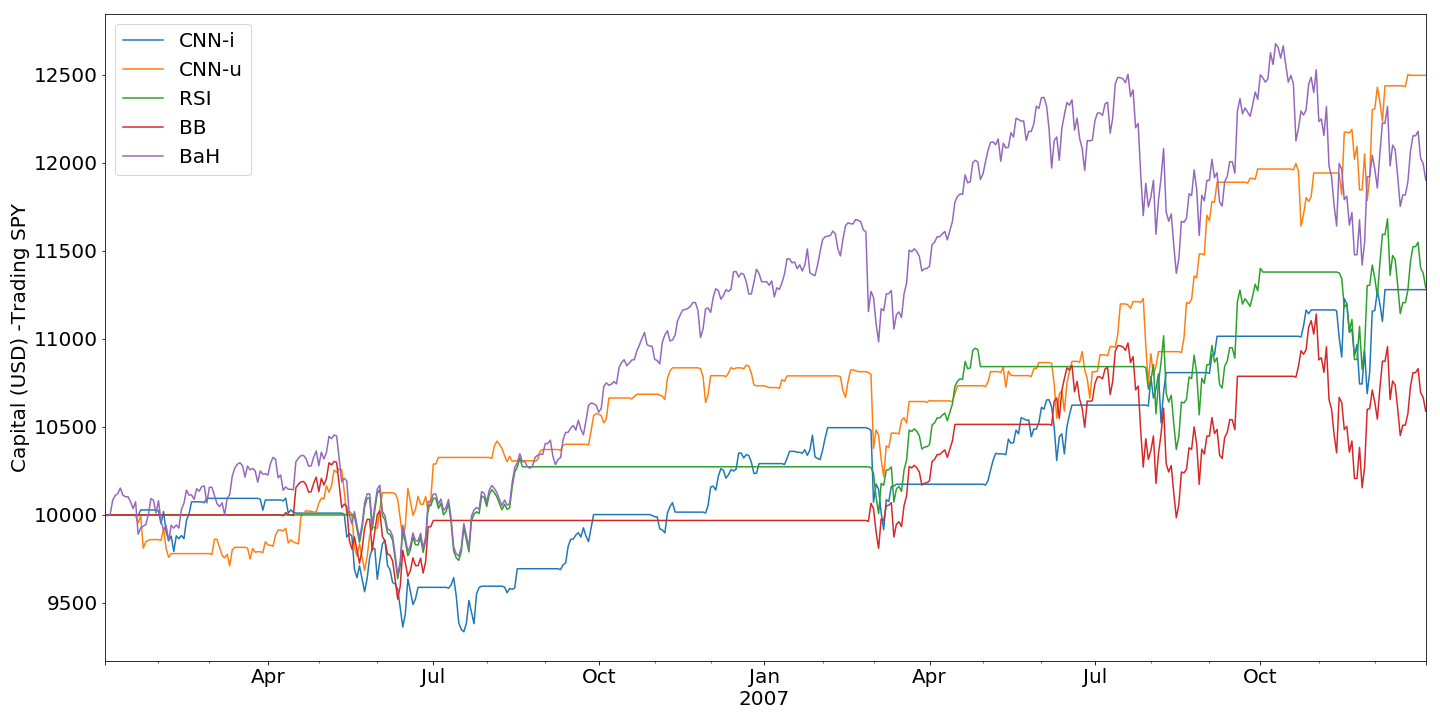 CNN-i
CNN-u
RSI
BB
BaH
12500
12000
11500
11000
10500
10000
9500
Capital (USD) -Trading SPY
Apr
Jul
Oct
Jan
2007
Apr
Jul
Oct